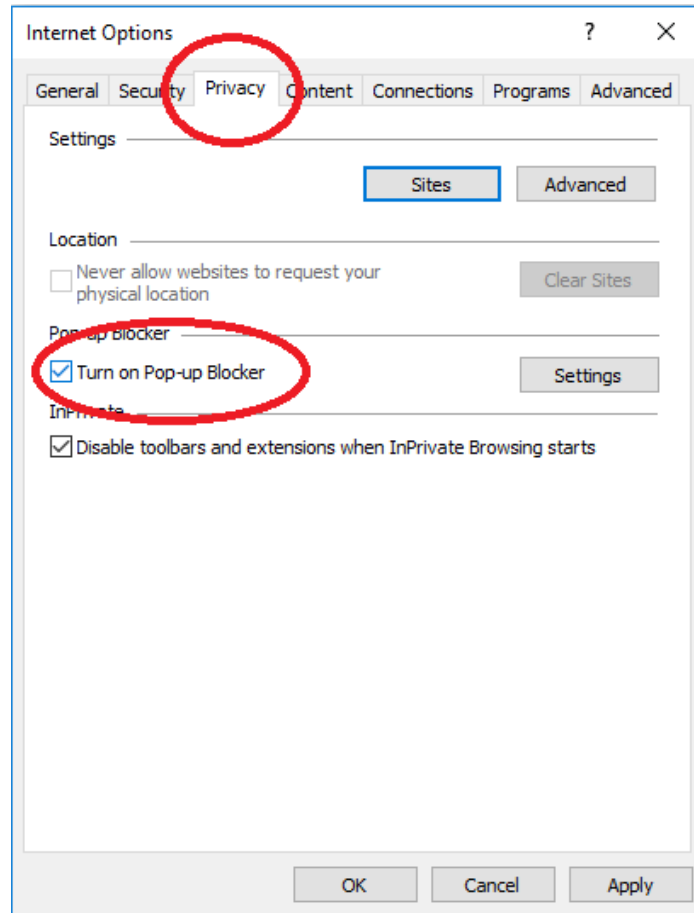 Internet Options ?
General Security Privacy Content Connections Programs Advanced
Settings
Sites Advanced
Location
Never allow websites to request your
physical location
Clear Sites
Pop-up Blocker
Turn on Pop-up Blocker Settings
InPrivate
Disable toolbars and extensions when InPrivate Browsing starts
OK Cancel Apply